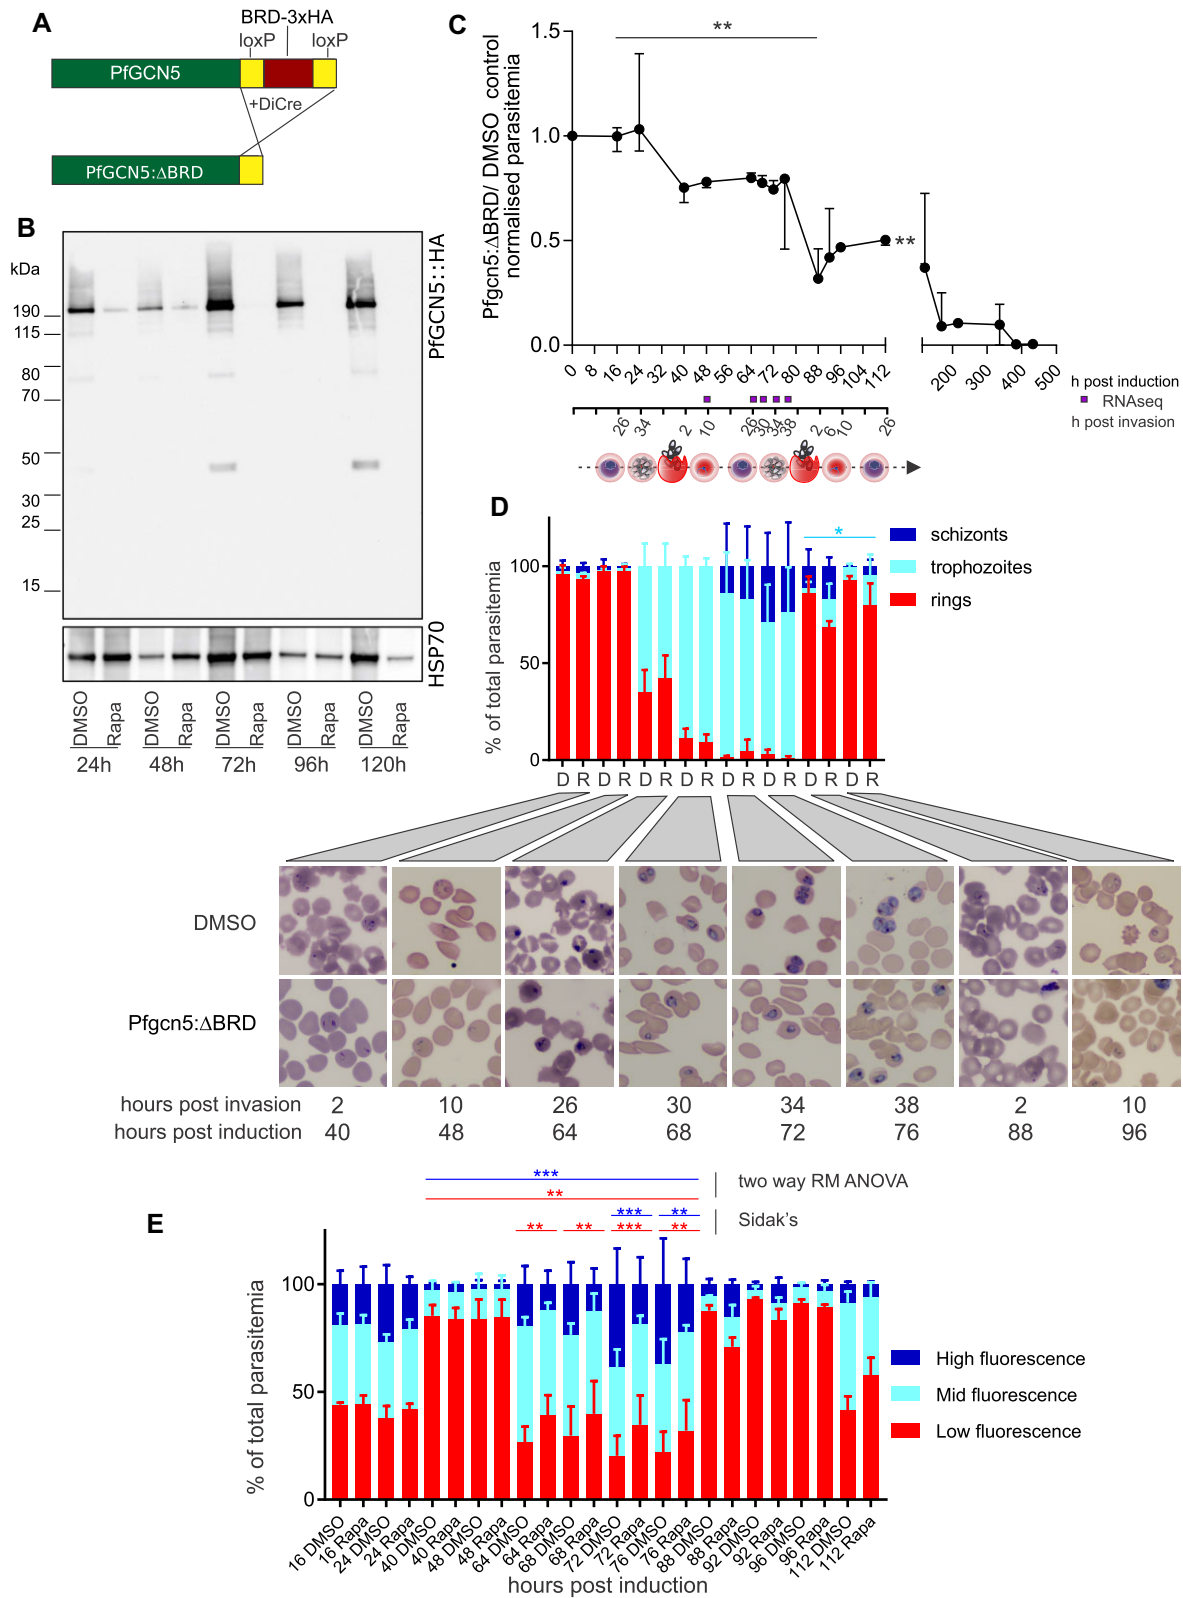 A
BRD-3xHA
loxP
loxP
PfGCN5
+DiCre
PfGCN5:ΔBRD
B
kDa
190
115
80
70
50
30
25
15
PfGCN5::HA
HSP70
DMSO
Rapa
DMSO
Rapa
DMSO
Rapa
DMSO
Rapa
DMSO
Rapa
24h
48h
72h
96h
120h
C
Pfgcn5:ΔBRD/ DMSO control
normalised parasitemia
1.5
1.0
0.5
0.0
**
**
0
8
16
24
32
40
48
56
64
72
80
88
96
104
112
200
300
400
500
h post induction
RNAseq
h post invasion
26
34
2
10
26
30
34
38
2
6
10
26
D
% of total parasitemia
100
50
0
*
schizonts
trophozoites
rings
D R D R D R D R D R D R D R D R
DMSO
Pfgcn5:ΔBRD
hours post invasion 2 10 26 30 34 38 2 10
hours post induction 40 48 64 68 72 76 88 96
E
***
**
two way RM ANOVA
*** **
** ** *** **
Sidak's
% of total parasitemia
100
50
0
High fluorescence
Mid fluorescence
Low fluorescence
16 DMSO
16 Rapa
24 DMSO
24 Rapa
40 DMSO
40 Rapa
48 DMSO
48 Rapa
64 DMSO
64 Rapa
68 DMSO
68 Rapa
72 DMSO
72 Rapa
76 DMSO
76 Rapa
88 DMSO
88 Rapa
92 DMSO
92 Rapa
96 DMSO
96 Rapa
112 DMSO
112 Rapa
hours post induction